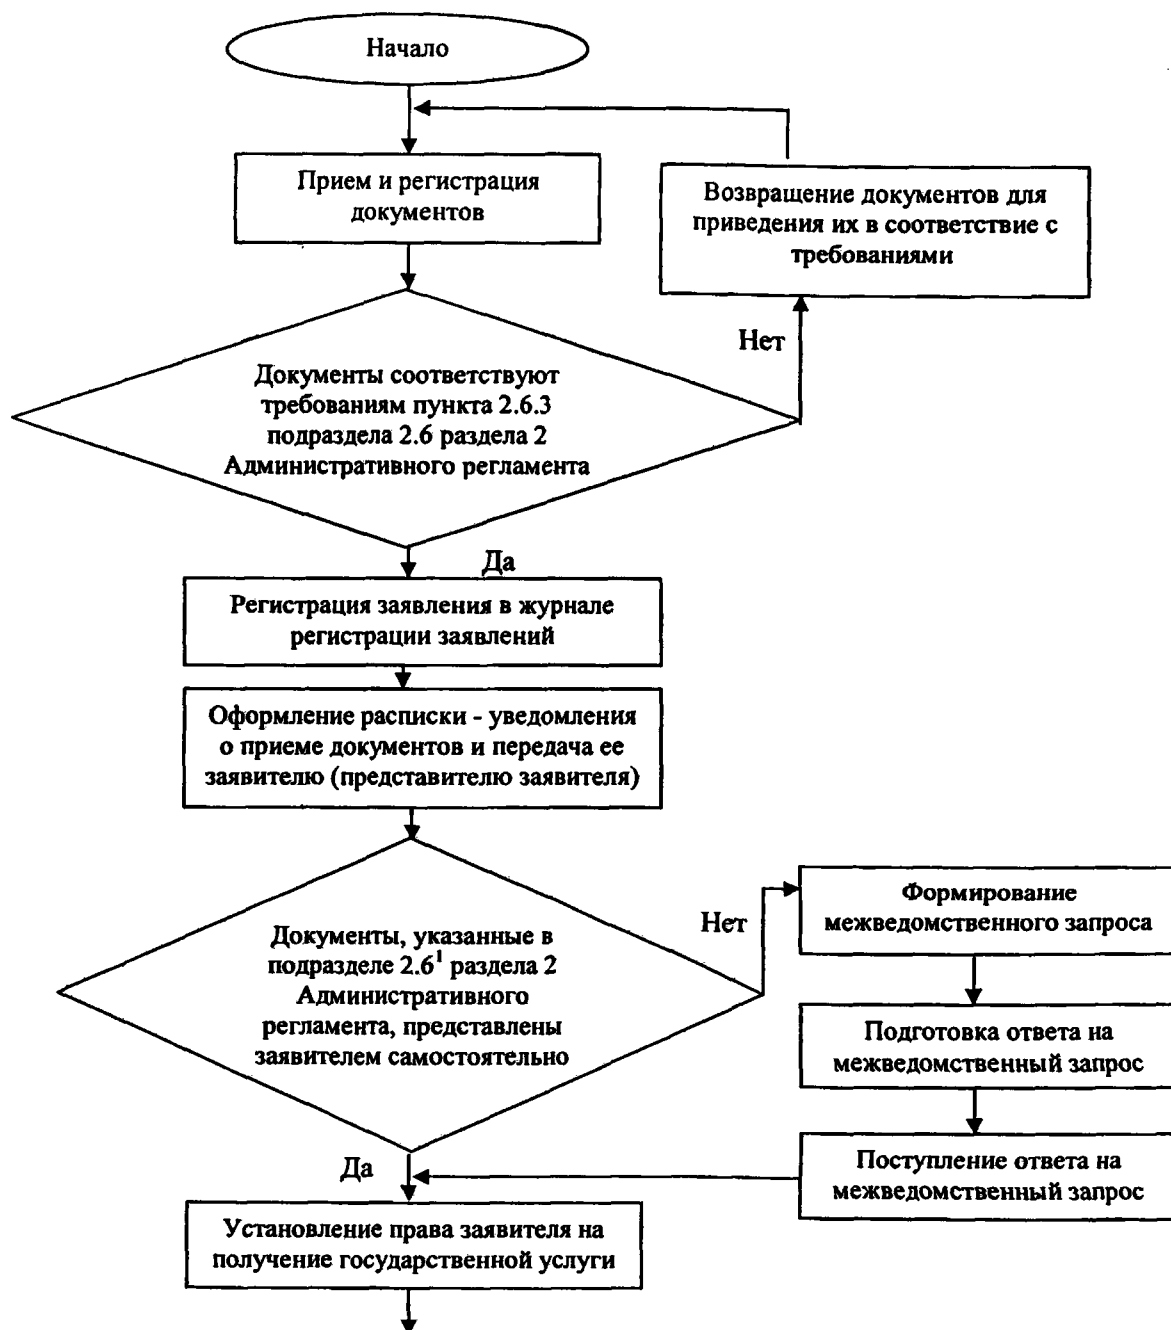 Начало
Прием и регистрация
документов
Возвращение документов для
приведения их в соответствие с
требованиями
Нет
Документы соответствуют
требованиям пункта 2.6.3
подраздела 2.6 раздела 2
Административного регламента
Да
Регистрация заявления в журнале
регистрации заявлений
Оформление расписки - уведомления
о приеме документов и передача ее
заявителю (представителю заявителя)
Документы, указанные в
подразделе 2.6¹ раздела 2
Административного
регламента, представлены
заявителем самостоятельно
Нет
Формирование
межведомственного запроса
Подготовка ответа на
межведомственный запрос
Поступление ответа на
межведомственный запрос
Да
Установление права заявителя на
получение государственной услуги